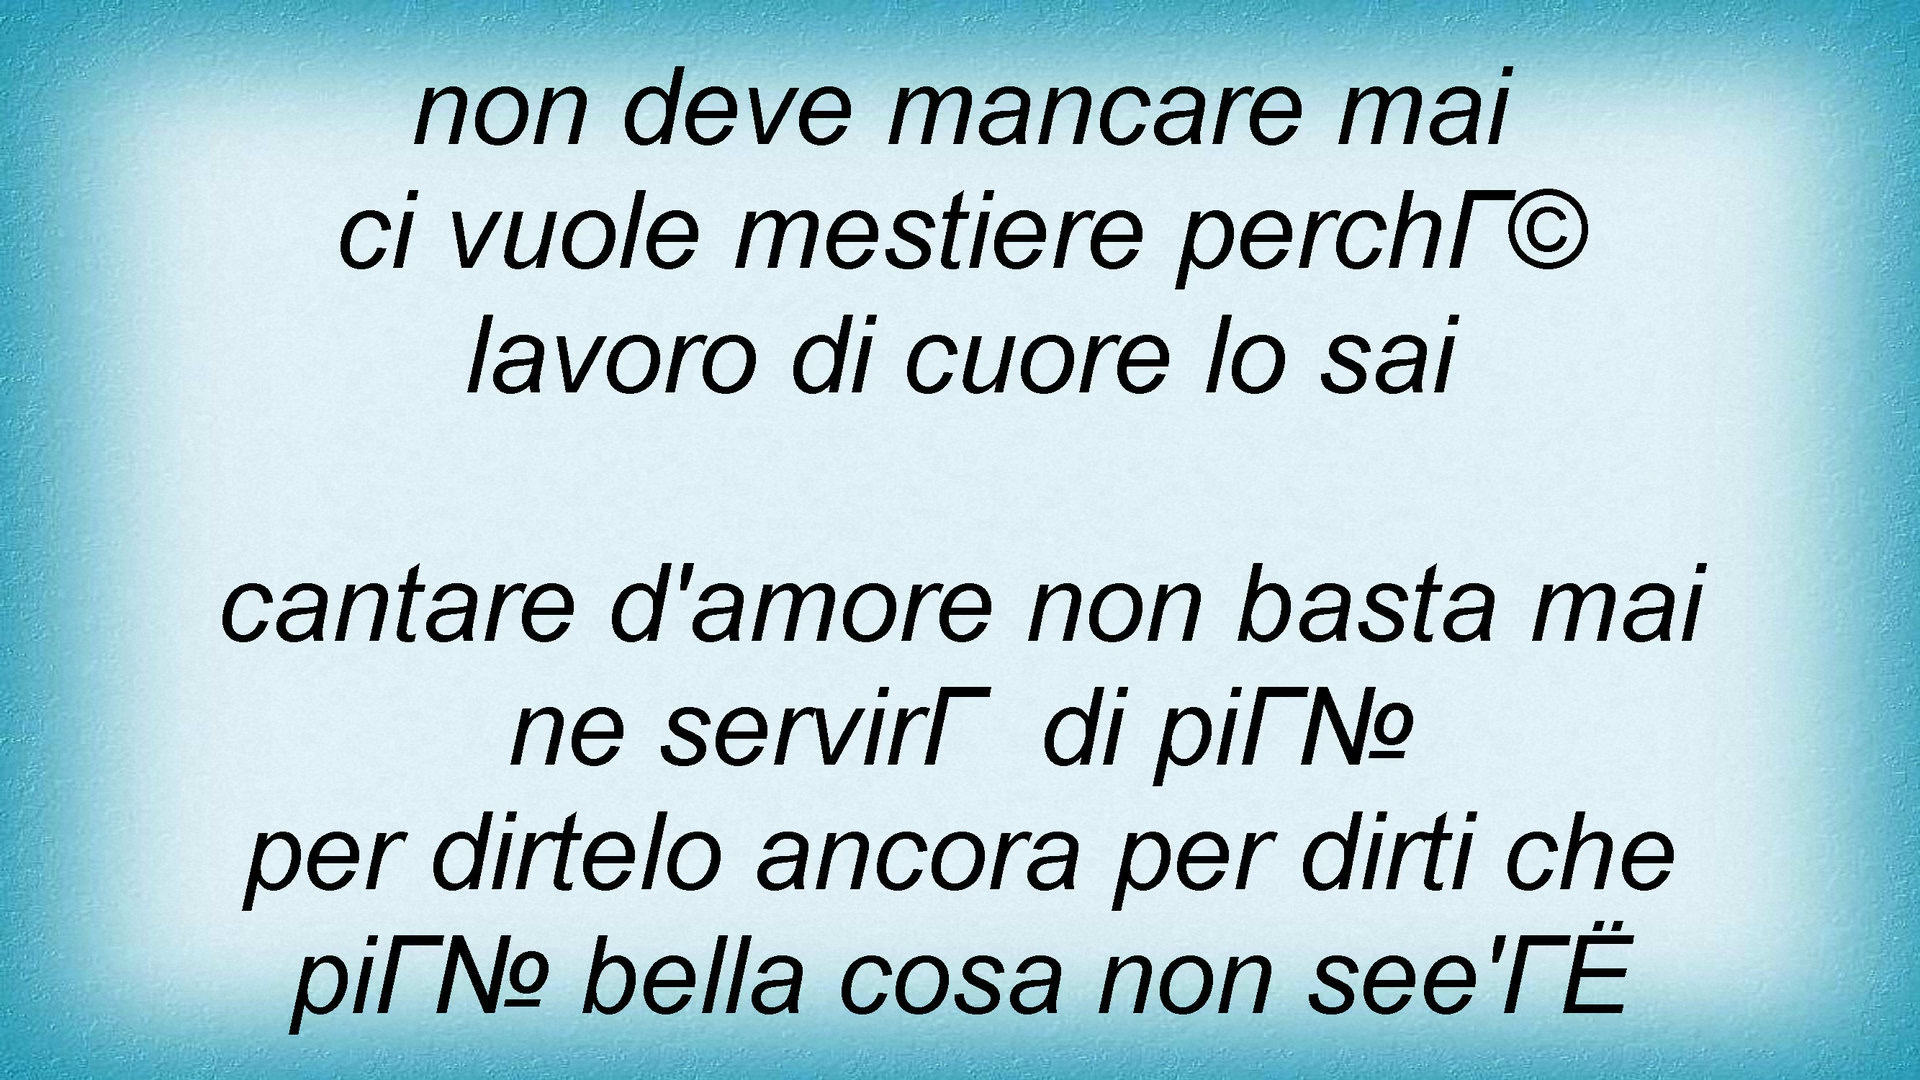 non deve mancare mai
ci vuole mestiere perchГ©
lavoro di cuore lo sai
cantare d'amore non basta mai
ne servirГ  di piГ№
per dirtelo ancora per dirti che
piГ№ bella cosa non see'ГЁ